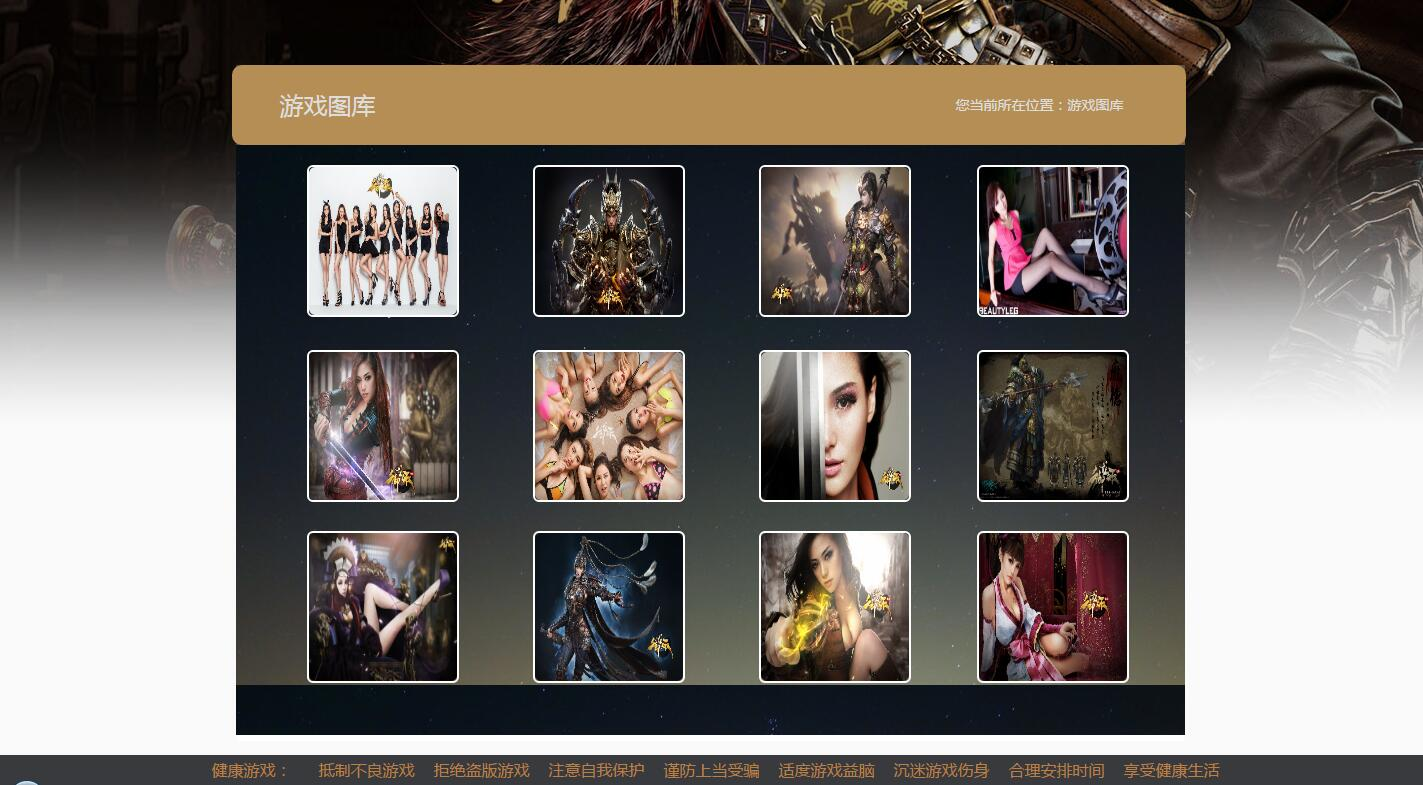 游戏图库
您当前所在位置：游戏图库
BEAUTYLEG
健康游戏： 抵制不良游戏 拒绝盗版游戏 注意自我保护 谨防上当受骗 适度游戏益脑 沉迷游戏伤身 合理安排时间 享受健康生活